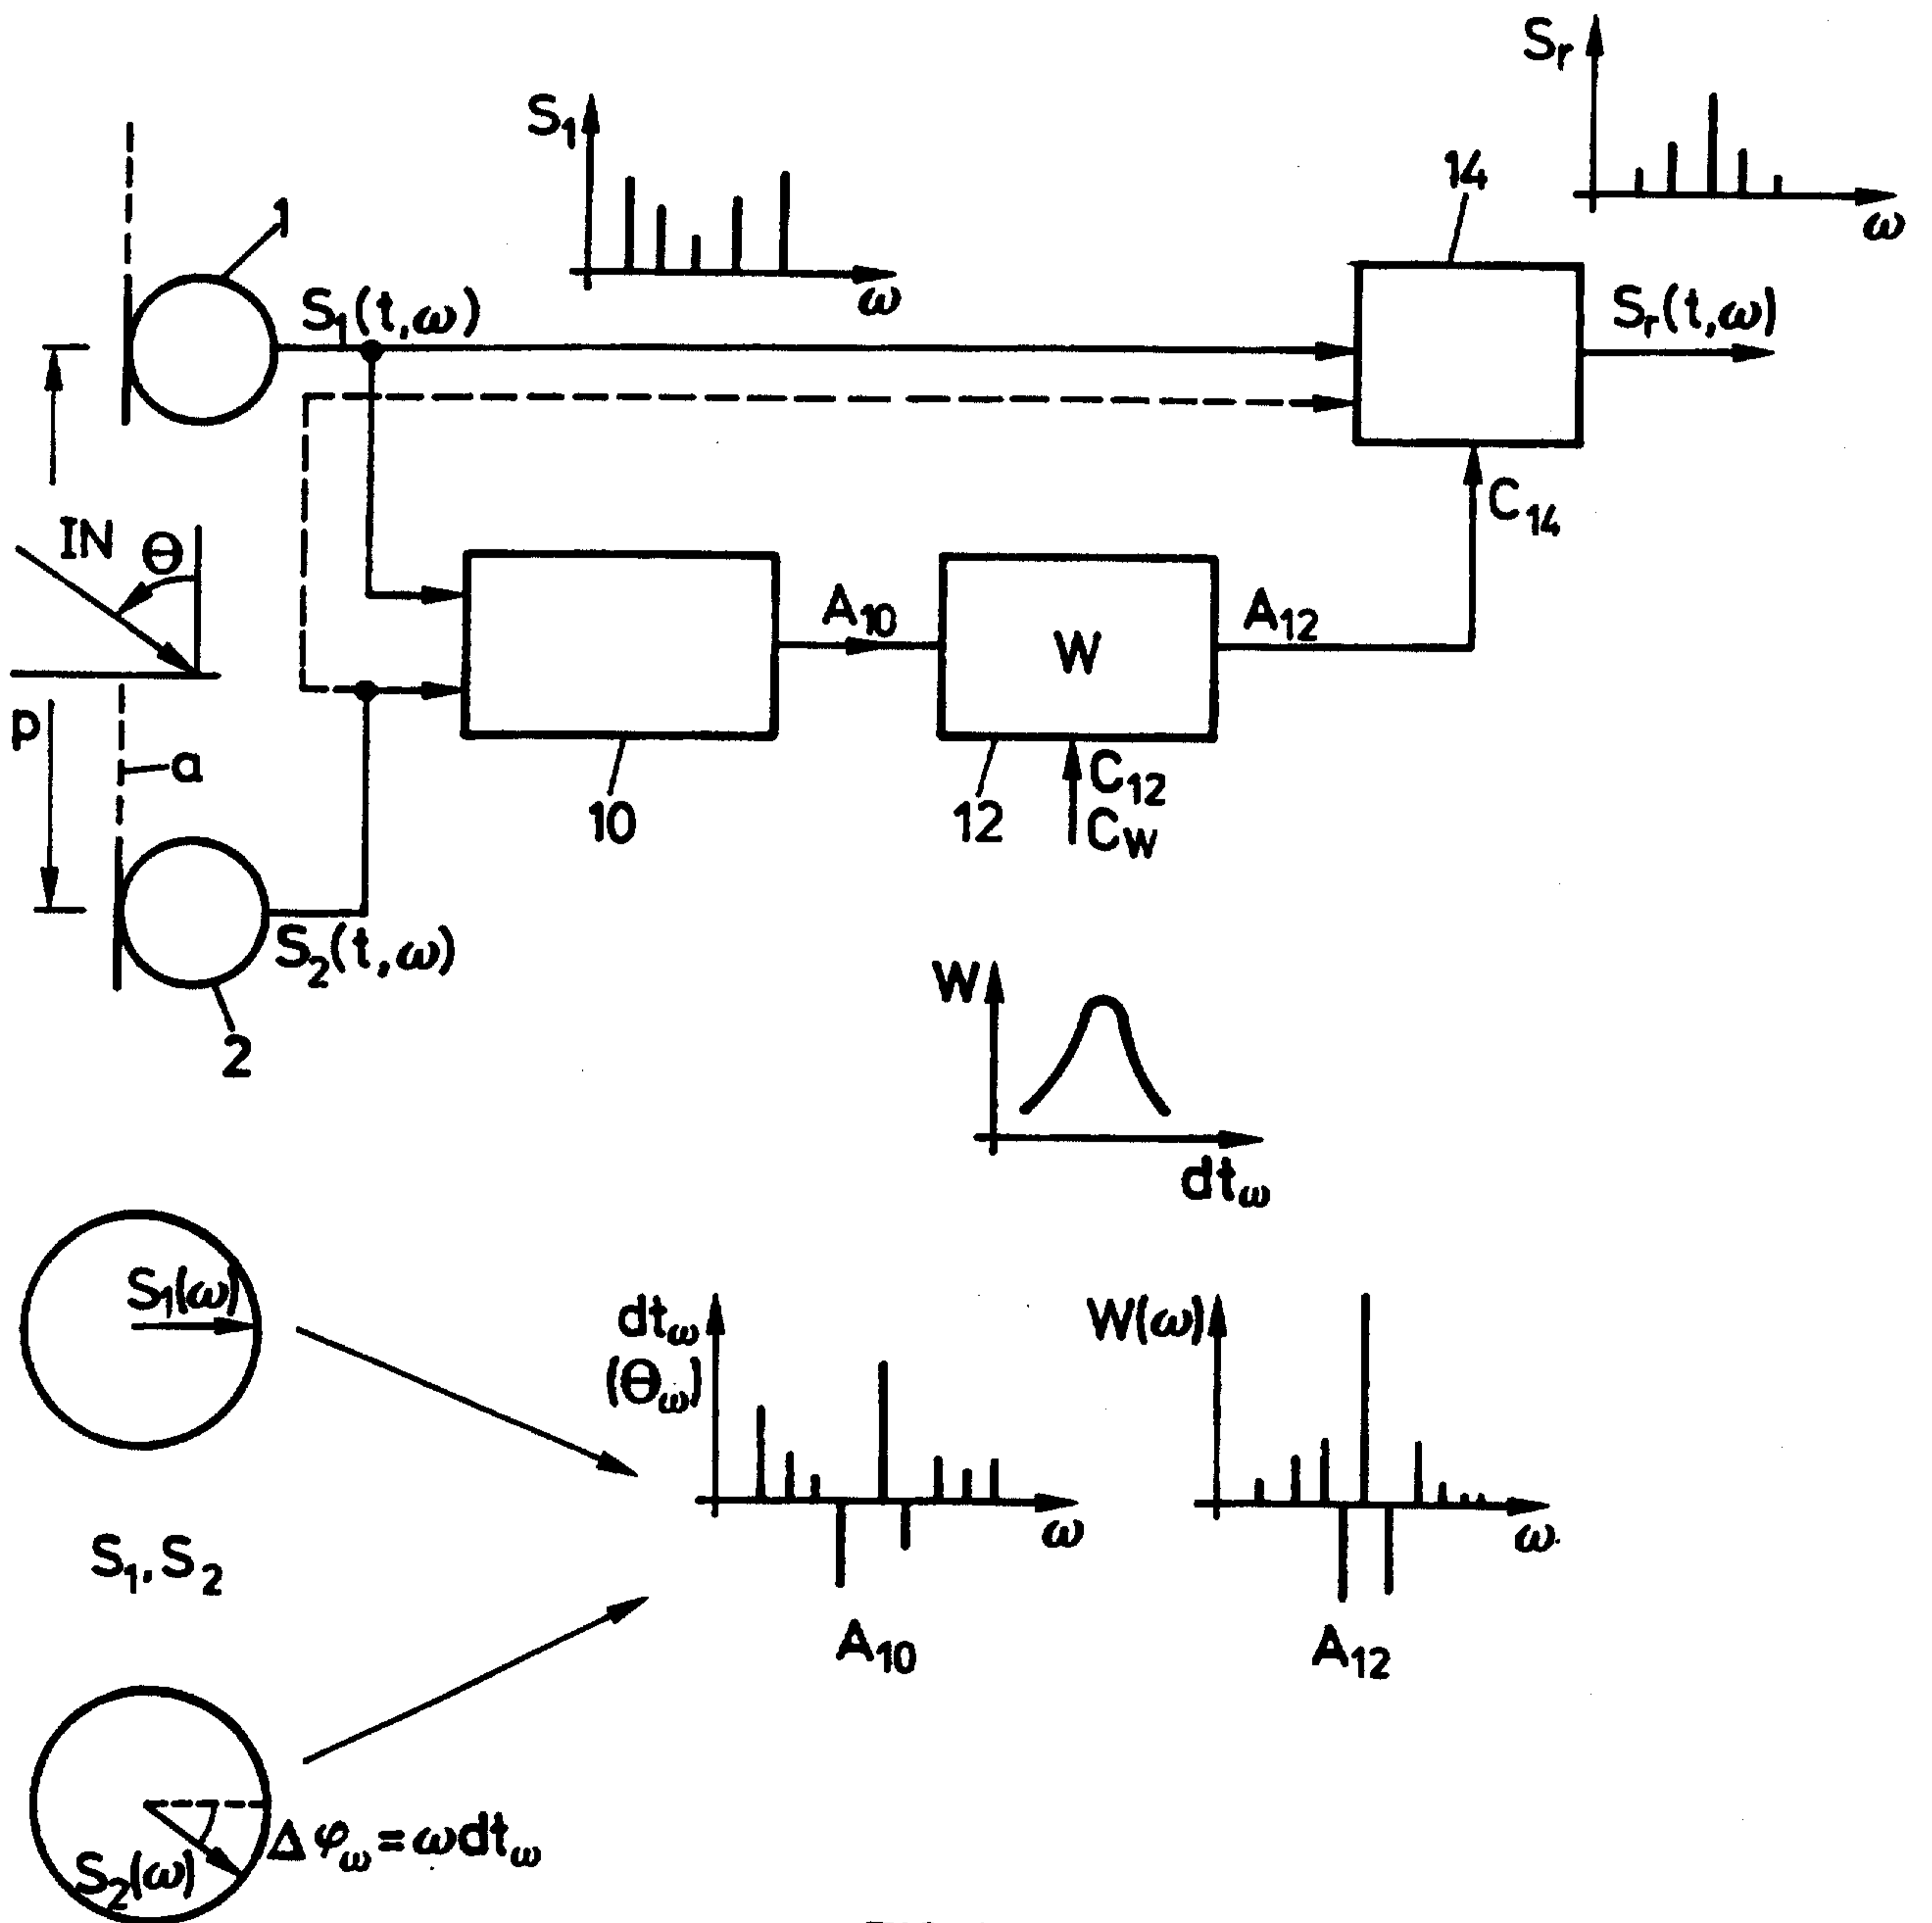 Sr
S1
14
1
ω
ω
S1(t,ω)
Sr(t,ω)
C14
IN θ
A10
A12
W
P
a
C12
10
12
CW
S2(t,ω)
W
2
dtω
S1(ω)
dtω
W(ω)
(θω)
S1,S2
ω
ω
A10
A12
Δφω=ωdtω
S2(ω)